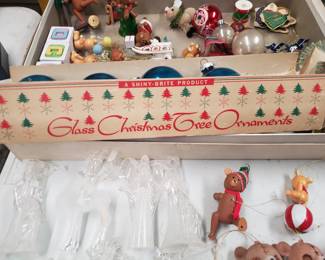 A SHINY-BRITE PRODUCT
Glass Christmas Tree Ornaments